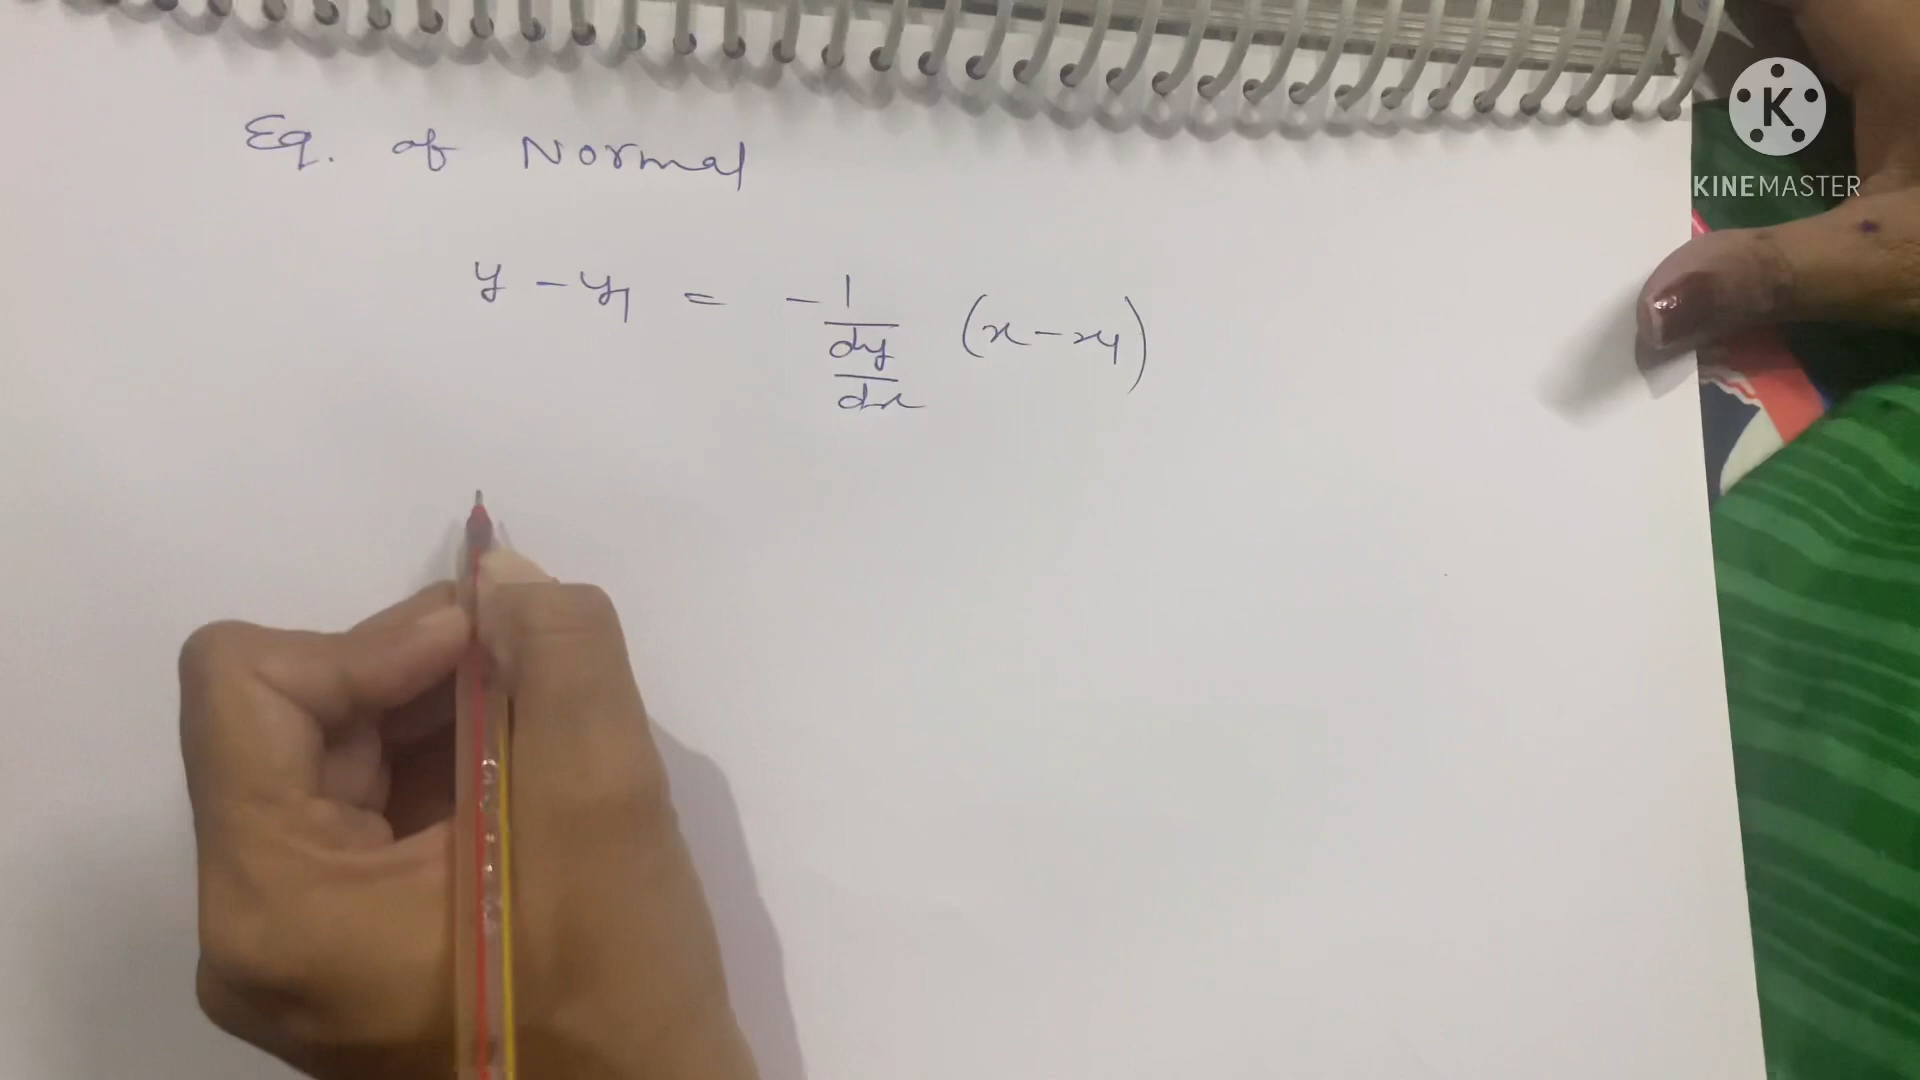 Eq. of Normal
y - y₁ = - 1/(dy/dx) (x - x₁)
K
KINEMASTER